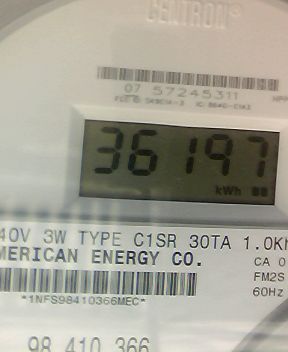 CENTRON®
07 57245311
36197
kWh
40V 3W TYPE C1SR 30TA 1.0Kh
MERICAN ENERGY CO.
CA 0
FM2S
60Hz
*1NFS98410366MEC*
98 410 366